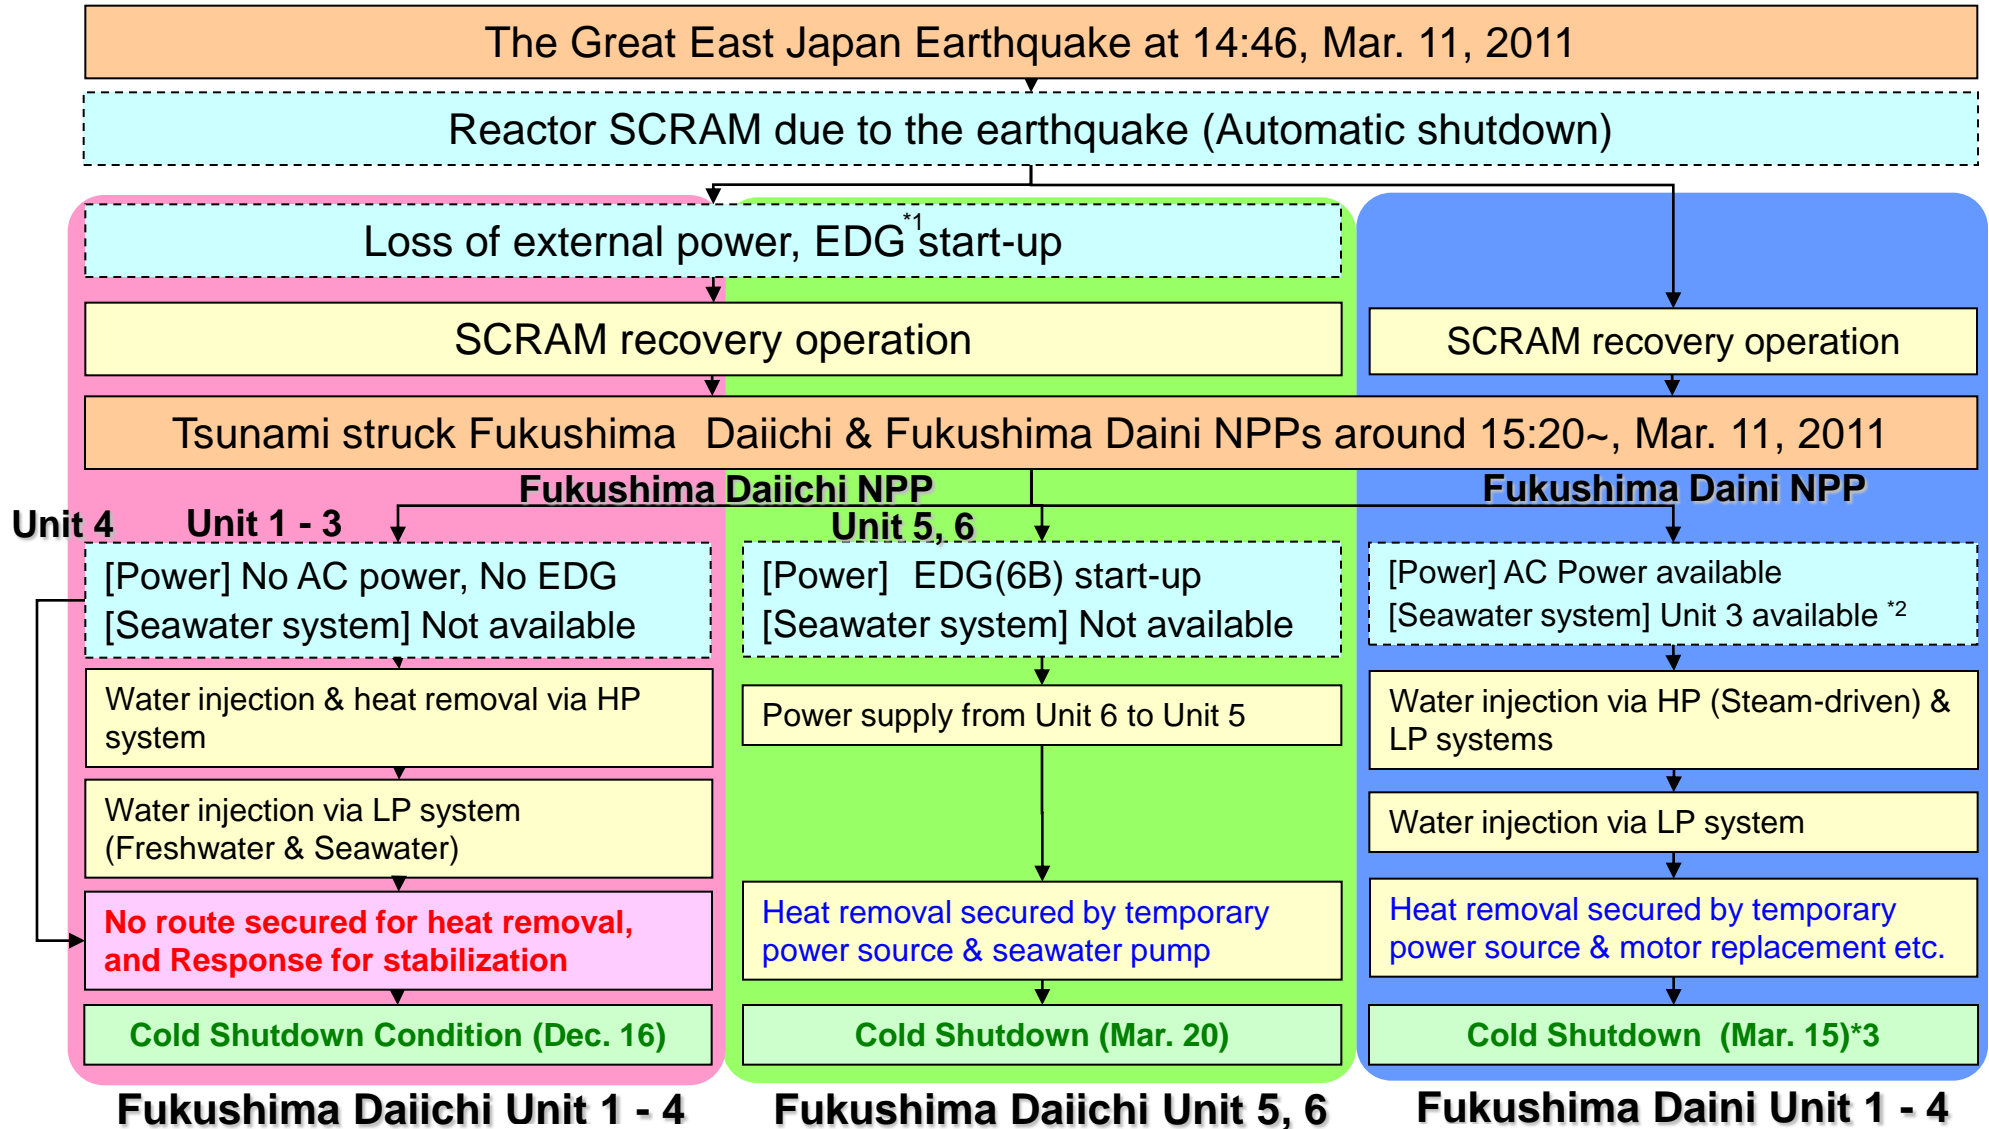 The Great East Japan Earthquake at 14:46, Mar. 11, 2011
Reactor SCRAM due to the earthquake (Automatic shutdown)
Loss of external power, EDG*1 start-up
SCRAM recovery operation
SCRAM recovery operation
Tsunami struck Fukushima Daiichi & Fukushima Daini NPPs around 15:20~, Mar. 11, 2011
Fukushima Daiichi NPP
Fukushima Daini NPP
Unit 4
Unit 1 - 3
Unit 5, 6
[Power] No AC power, No EDG
[Seawater system] Not available
Water injection & heat removal via HP
system
Water injection via LP system
(Freshwater & Seawater)
No route secured for heat removal,
and Response for stabilization
Cold Shutdown Condition (Dec. 16)
Fukushima Daiichi Unit 1 - 4
[Power] EDG(6B) start-up
[Seawater system] Not available
Power supply from Unit 6 to Unit 5
Heat removal secured by temporary
power source & seawater pump
Cold Shutdown (Mar. 20)
Fukushima Daiichi Unit 5, 6
[Power] AC Power available
[Seawater system] Unit 3 available *2
Water injection via HP (Steam-driven) &
LP systems
Water injection via LP system
Heat removal secured by temporary
power source & motor replacement etc.
Cold Shutdown (Mar. 15)*3
Fukushima Daini Unit 1 - 4